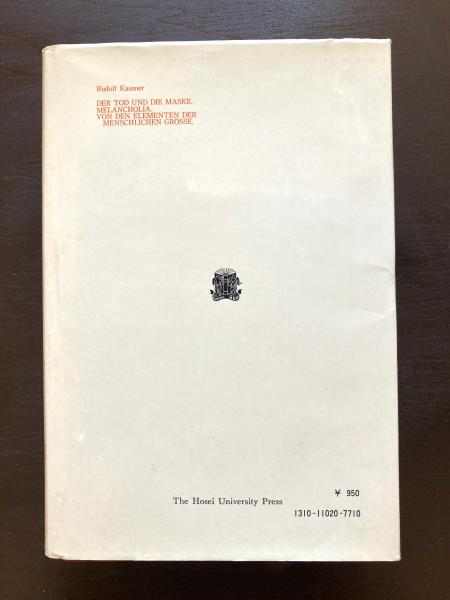 Rudolf Kassner
DER TOD UND DIE MASKE.
MELANCHOLIA.
VON DEN ELEMENTEN DER
MENSCHLICHEN GRÖSSE.
The Hosei University Press
¥ 950
1310-11020-7710